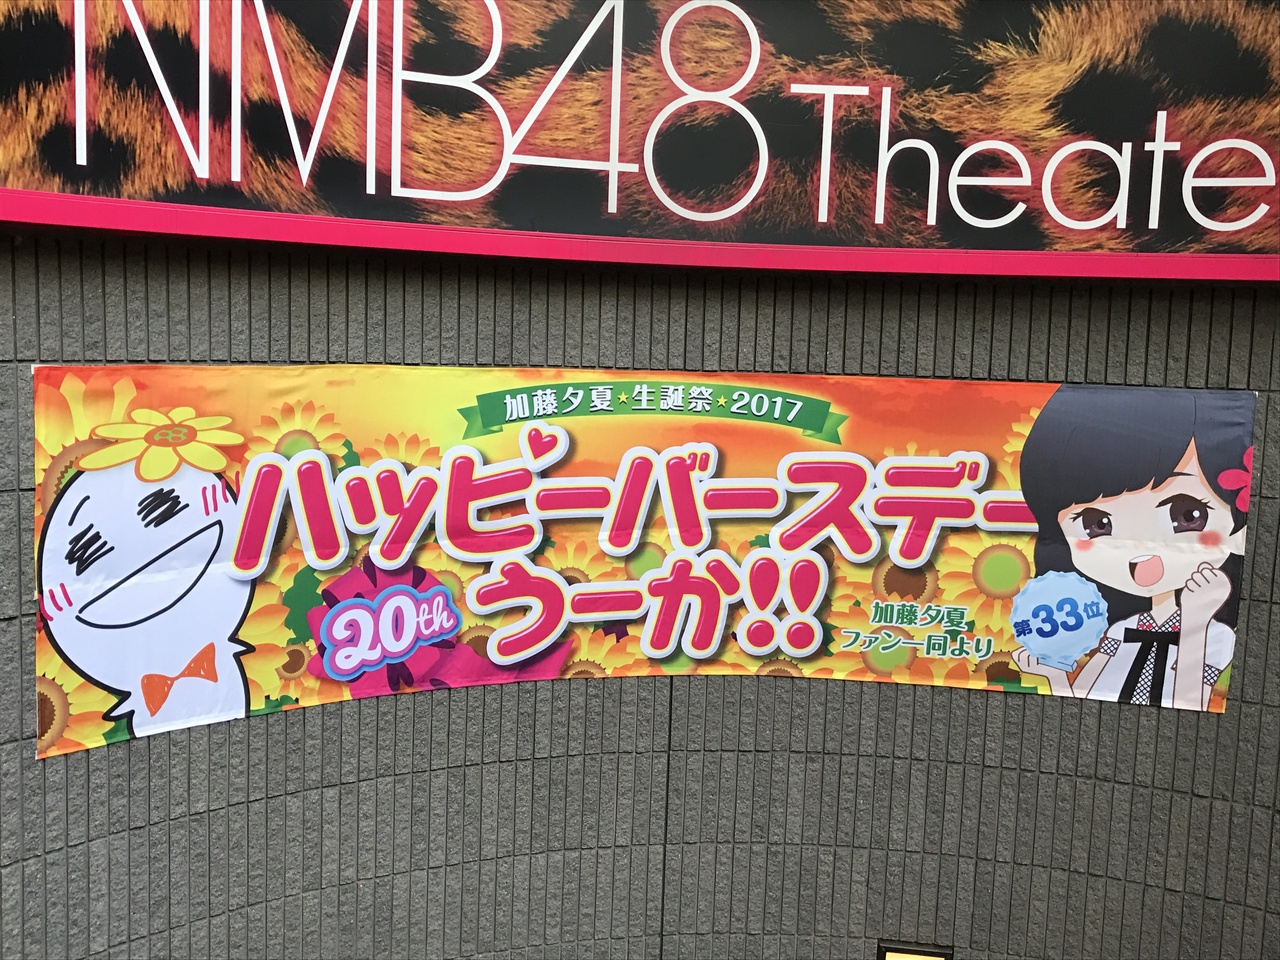 NMB48 Theate
加藤夕夏★生誕祭★2017
ハッピーバースデー
うーか!!
20th
加藤夕夏
ファン一同より
第33位